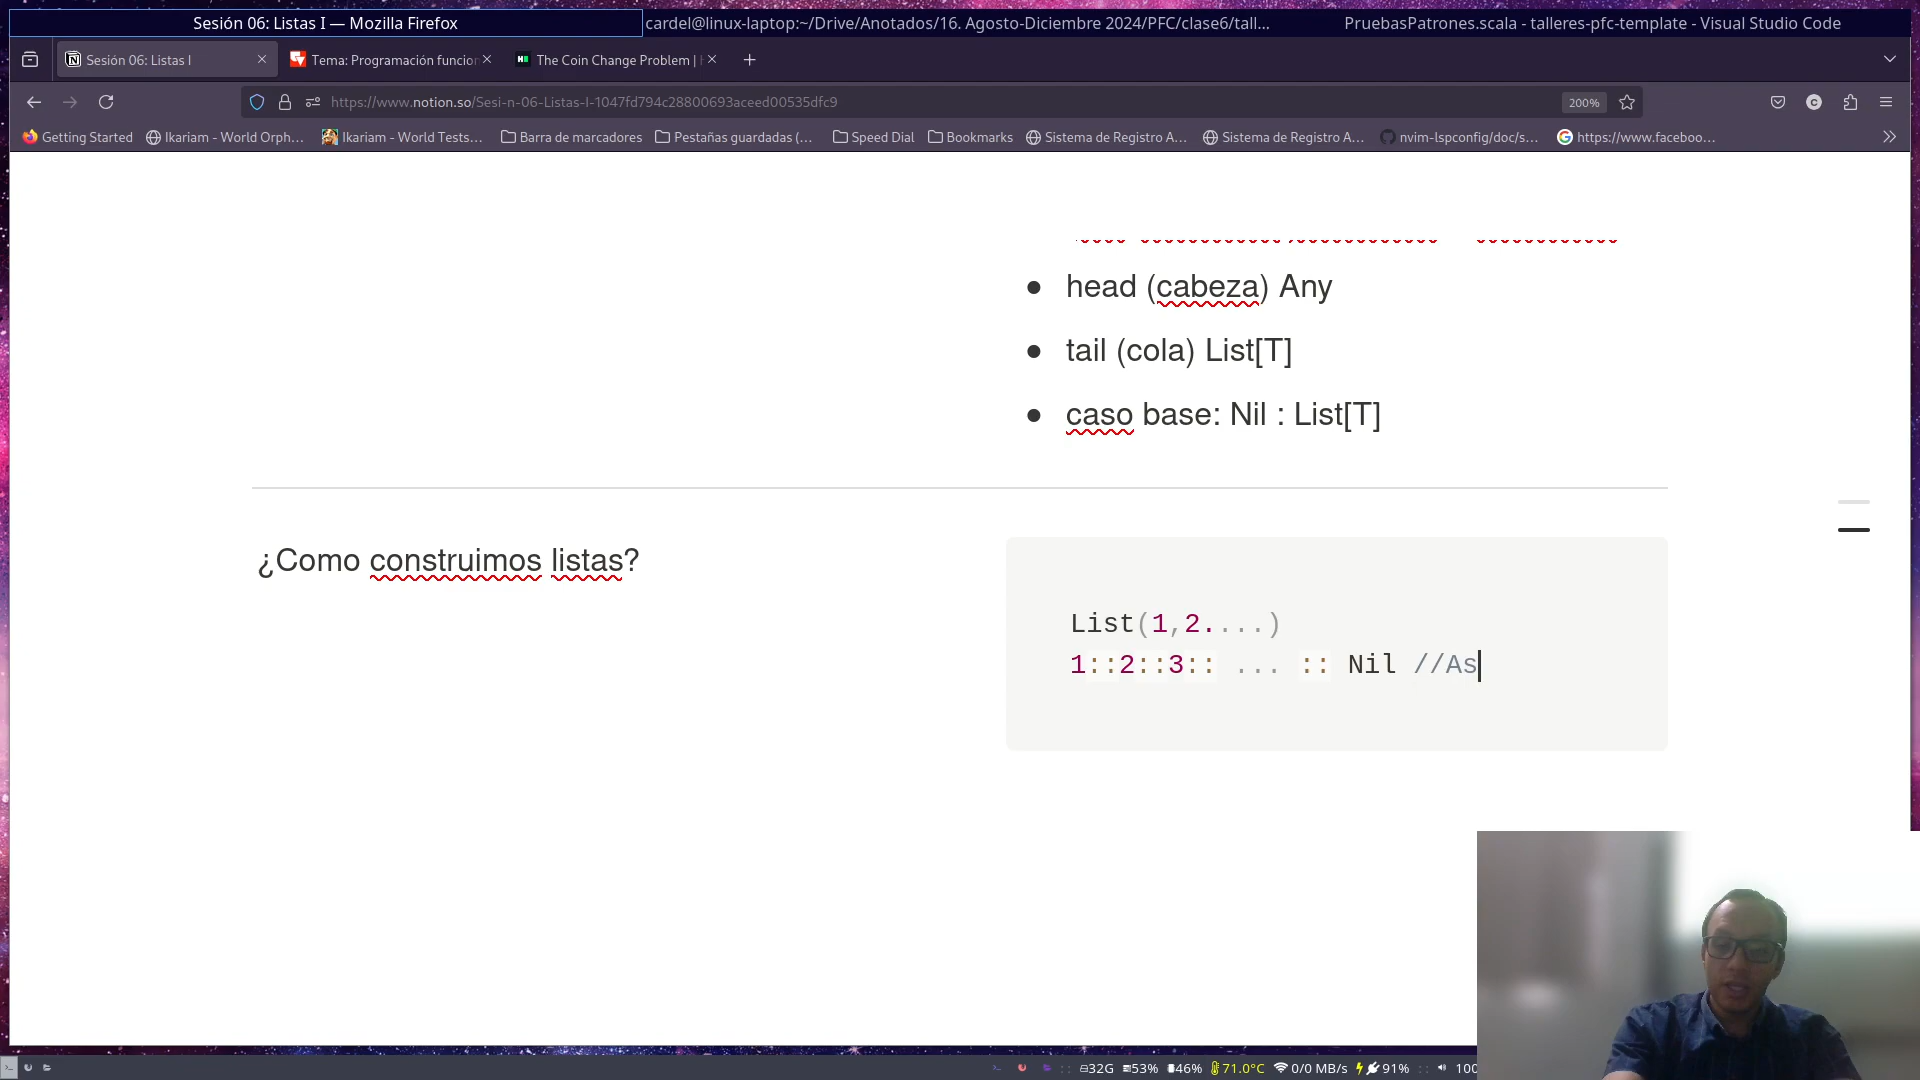 Sesión 06: Listas I — Mozilla Firefox
cardel@linux-laptop:~/Drive/Anotados/16. Agosto-Diciembre 2024/PFC/clase6/tall...
PruebasPatrones.scala - talleres-pfc-template - Visual Studio Code
Sesión 06: Listas I
Tema: Programación funcio
The Coin Change Problem |
https://www.notion.so/Sesi-n-06-Listas-I-1047fd794c28800693aceed00535dfc9
200%
Getting Started
Ikariam - World Orph...
Ikariam - World Tests...
Barra de marcadores
Pestañas guardadas (...
Speed Dial
Bookmarks
Sistema de Registro A...
Sistema de Registro A...
nvim-lspconfig/doc/s...
https://www.faceboo...
head (cabeza) Any
tail (cola) List[T]
caso base: Nil : List[T]
¿Como construimos listas?
List(1,2.....)
1::2::3:: ... :: Nil //As
32G 53% 46% 71.0°C 0/0 MB/s 91% 100